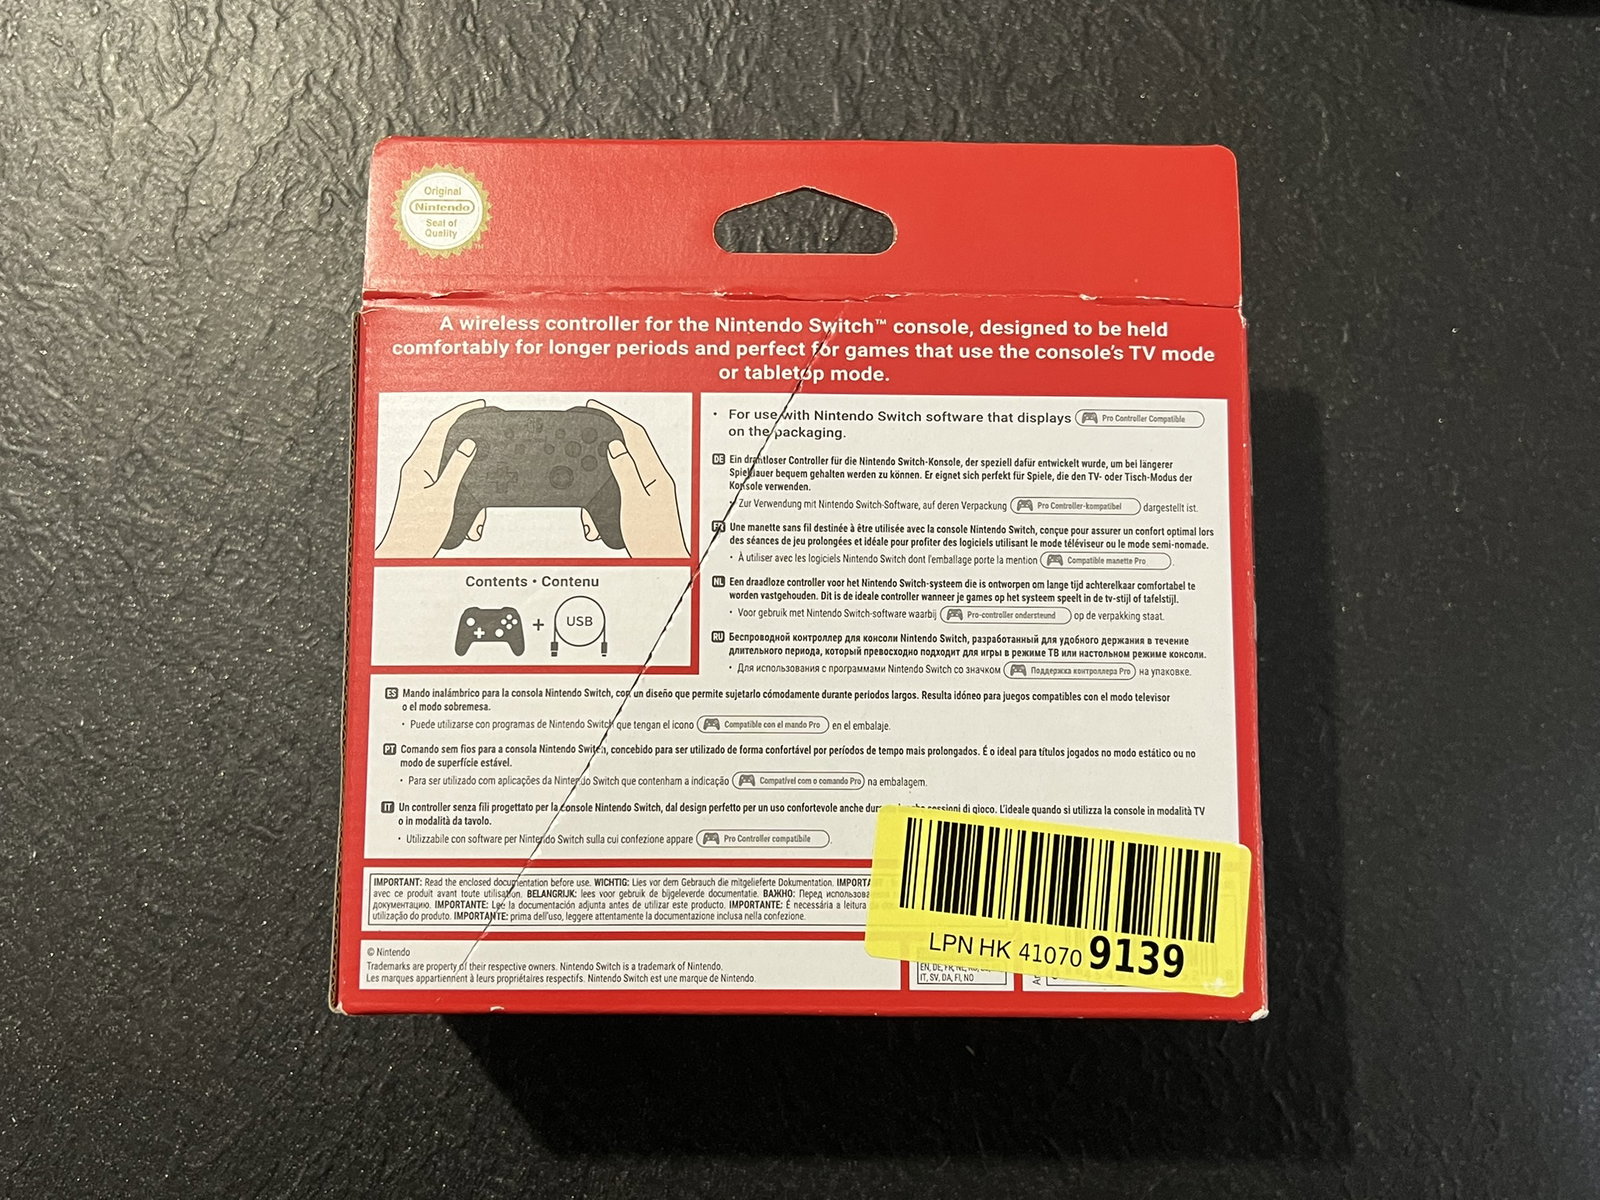 Original
Nintendo
Seal of
Quality
TM
A wireless controller for the Nintendo Switch™ console, designed to be held
comfortably for longer periods and perfect for games that use the console's TV mode
or tabletop mode.
• For use with Nintendo Switch software that displays Pro Controller Compatible
on the packaging.
DE Ein drahtloser Controller für die Nintendo Switch-Konsole, der speziell dafür entwickelt wurde, um bei längerer
Spieldauer bequem gehalten werden zu können. Er eignet sich perfekt für Spiele, die den TV- oder Tisch-Modus der
Konsole verwenden.
• Zur Verwendung mit Nintendo Switch-Software, auf deren Verpackung Pro Controller-kompatibel dargestellt ist.
FR Une manette sans fil destinée à être utilisée avec la console Nintendo Switch, conçue pour assurer un confort optimal lors
des séances de jeu prolongées et idéale pour profiter des logiciels utilisant le mode téléviseur ou le mode semi-nomade.
• À utiliser avec les logiciels Nintendo Switch dont l'emballage porte la mention Compatible manette Pro.
Contents • Contenu
+ USB
NL Een draadloze controller voor het Nintendo Switch-systeem die is ontworpen om lange tijd achterelkaar comfortabel te
worden vastgehouden. Dit is de ideale controller wanneer je games op het systeem speelt in de tv-stijl of tafelstijl.
• Voor gebruik met Nintendo Switch-software waarbij Pro-controller ondersteund op de verpakking staat.
RU Беспроводной контроллер для консоли Nintendo Switch, разработанный для удобного держания в течение
длительного периода, который превосходно подходит для игры в режиме ТВ или настольном режиме консоли.
• Для использования с программами Nintendo Switch со значком Поддержка контроллера Pro на упаковке.
ES Mando inalámbrico para la consola Nintendo Switch, con un diseño que permite sujetarlo cómodamente durante periodos largos. Resulta idóneo para juegos compatibles con el modo televisor
o el modo sobremesa.
• Puede utilizarse con programas de Nintendo Switch que tengan el icono Compatible con el mando Pro en el embalaje.
PT Comando sem fios para a consola Nintendo Switch, concebido para ser utilizado de forma confortável por períodos de tempo mais prolongados. É o ideal para títulos jogados no modo estático ou no
modo de superfície estável.
• Para ser utilizado com aplicações da Nintendo Switch que contenham a indicação Compatível com o comando Pro na embalagem.
IT Un controller senza fili progettato per la console Nintendo Switch, dal design perfetto per un uso confortevole anche sessioni di gioco. L'ideale quando si utilizza la console in modalità TV
o in modalità da tavolo.
• Utilizzabile con software per Nintendo Switch sulla cui confezione appare Pro Controller compatibile.
IMPORTANT: Read the enclosed documentation before use. WICHTIG: Lies vor dem Gebrauch die mitgelieferte Dokumentation.
avec ce produit avant toute utilisation. BELANGRIJK: lees voor gebruik de bijgeleverde documentatie. ВАЖНО: Перед
документацию. IMPORTANTE: Lee la documentación adjunta antes de utilizar este producto. IMPORTANTE: É necessária a leitura
utilização do produto. IMPORTANTE: prima dell'uso, leggere attentamente la documentazione inclusa nella confezione.
LPN HK 41070 9139
© Nintendo
Trademarks are property of their respective owners. Nintendo Switch is a trademark of Nintendo.
Les marques appartiennent à leurs propriétaires respectifs. Nintendo Switch est une marque de Nintendo.
EN, DE, FR, NL,
IT, SV, DA, FI, NO